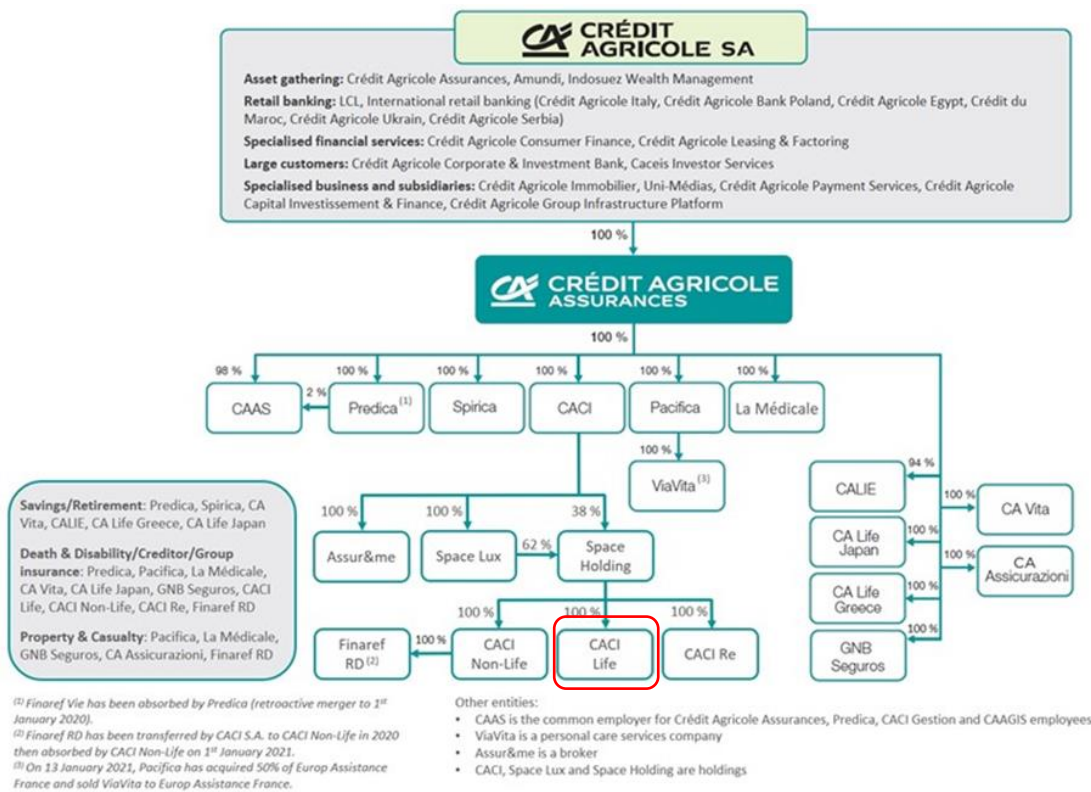 CRÉDIT
AGRICOLE SA
Asset gathering: Crédit Agricole Assurances, Amundi, Indosuez Wealth Management
Retail banking: LCL, International retail banking (Crédit Agricole Italy, Crédit Agricole Bank Poland, Crédit Agricole Egypt, Crédit du
Maroc, Crédit Agricole Ukrain, Crédit Agricole Serbia)
Specialised financial services: Crédit Agricole Consumer Finance, Crédit Agricole Leasing & Factoring
Large customers: Crédit Agricole Corporate & Investment Bank, Caceis Investor Services
Specialised business and subsidiaries: Crédit Agricole Immobilier, Uni-Médias, Crédit Agricole Payment Services, Crédit Agricole
Capital Investissement & Finance, Crédit Agricole Group Infrastructure Platform
100 %
CRÉDIT AGRICOLE
ASSURANCES
100 %
98 %
100 %
100 %
100 %
100 %
100 %
CAAS
2 %
Predica (1)
Spirica
CACI
Pacifica
La Médicale
100 %
ViaVita (3)
94 %
CALIE
100 %
CA Vita
100 %
CA Life
Japan
100 %
CA
Assicurazioni
100 %
CA Life
Greece
100 %
GNB
Seguros
100 %
100 %
38 %
Assur&me
Space Lux
62 %
Space
Holding
100 %
100 %
100 %
Finaref
RD (2)
100 %
CACI
Non-Life
CACI
Life
CACI Re
Savings/Retirement: Predica, Spirica, CA
Vita, CALIE, CA Life Greece, CA Life Japan
Death & Disability/Creditor/Group
insurance: Predica, Pacifica, La Médicale,
CA Vita, CA Life Japan, GNB Seguros, CACI
Life, CACI Non-Life, CACI Re, Finaref RD
Property & Casualty: Pacifica, La Médicale,
GNB Seguros, CA Assicurazioni, Finaref RD
(1) Finaref Vie has been absorbed by Predica (retroactive merger to 1st
January 2020).
(2) Finaref RD has been transferred by CACI S.A. to CACI Non-Life in 2020
then absorbed by CACI Non-Life on 1st January 2021.
(3) On 13 January 2021, Pacifica has acquired 50% of Europ Assistance
France and sold ViaVita to Europ Assistance France.
Other entities:
• CAAS is the common employer for Crédit Agricole Assurances, Predica, CACI Gestion and CAAGIS employees
• ViaVita is a personal care services company
• Assur&me is a broker
• CACI, Space Lux and Space Holding are holdings